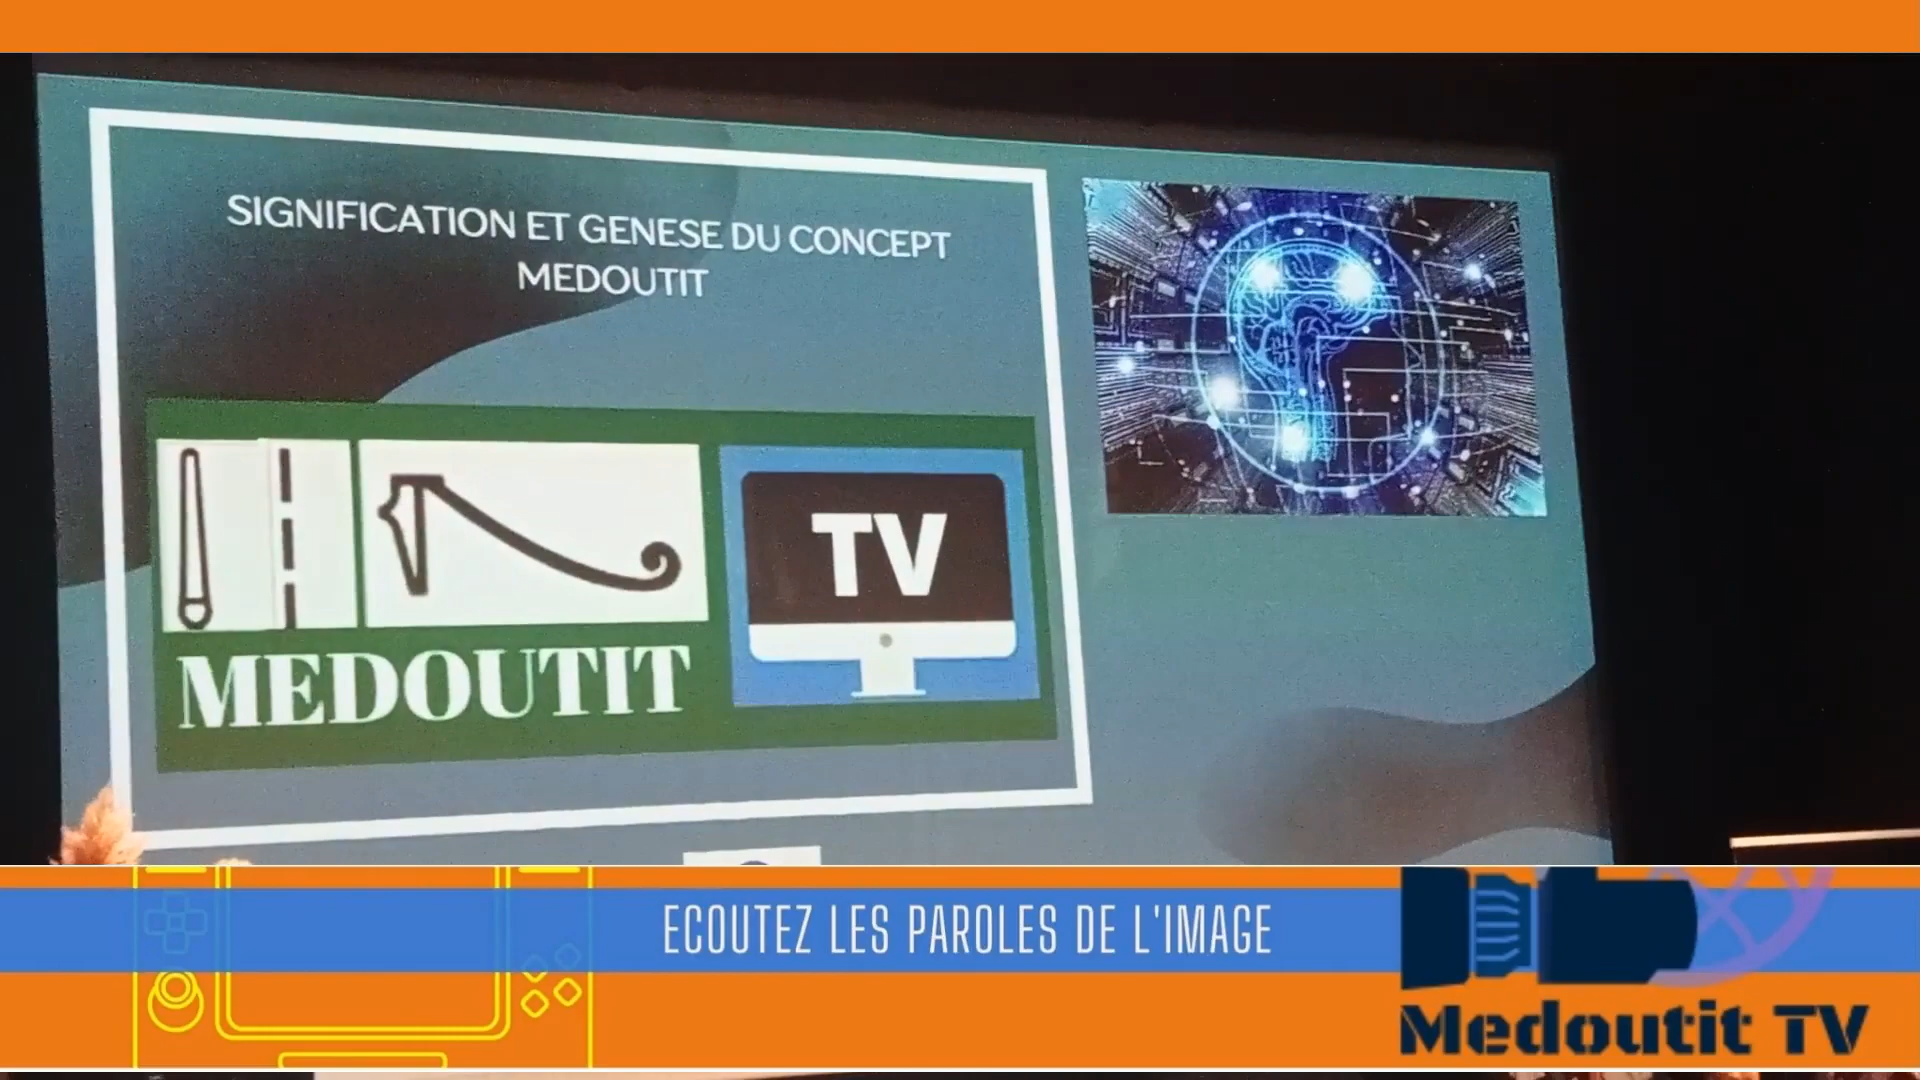 SIGNIFICATION ET GENESE DU CONCEPT
MEDOUTIT
TV
MEDOUTIT
ECOUTEZ LES PAROLES DE L'IMAGE
Medoutit TV